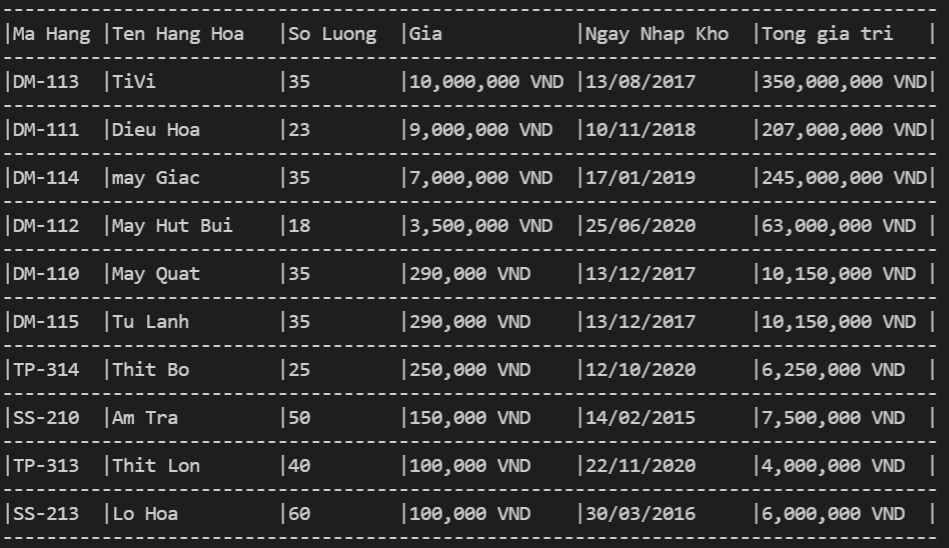 |Ma Hang |Ten Hang Hoa |So Luong |Gia |Ngay Nhap Kho |Tong gia tri |
|DM-113 |TiVi |35 |10,000,000 VND |13/08/2017 |350,000,000 VND|
|DM-111 |Dieu Hoa |23 |9,000,000 VND |10/11/2018 |207,000,000 VND|
|DM-114 |may Giac |35 |7,000,000 VND |17/01/2019 |245,000,000 VND|
|DM-112 |May Hut Bui |18 |3,500,000 VND |25/06/2020 |63,000,000 VND |
|DM-110 |May Quat |35 |290,000 VND |13/12/2017 |10,150,000 VND |
|DM-115 |Tu Lanh |35 |290,000 VND |13/12/2017 |10,150,000 VND |
|TP-314 |Thit Bo |25 |250,000 VND |12/10/2020 |6,250,000 VND |
|SS-210 |Am Tra |50 |150,000 VND |14/02/2015 |7,500,000 VND |
|TP-313 |Thit Lon |40 |100,000 VND |22/11/2020 |4,000,000 VND |
|SS-213 |Lo Hoa |60 |100,000 VND |30/03/2016 |6,000,000 VND |